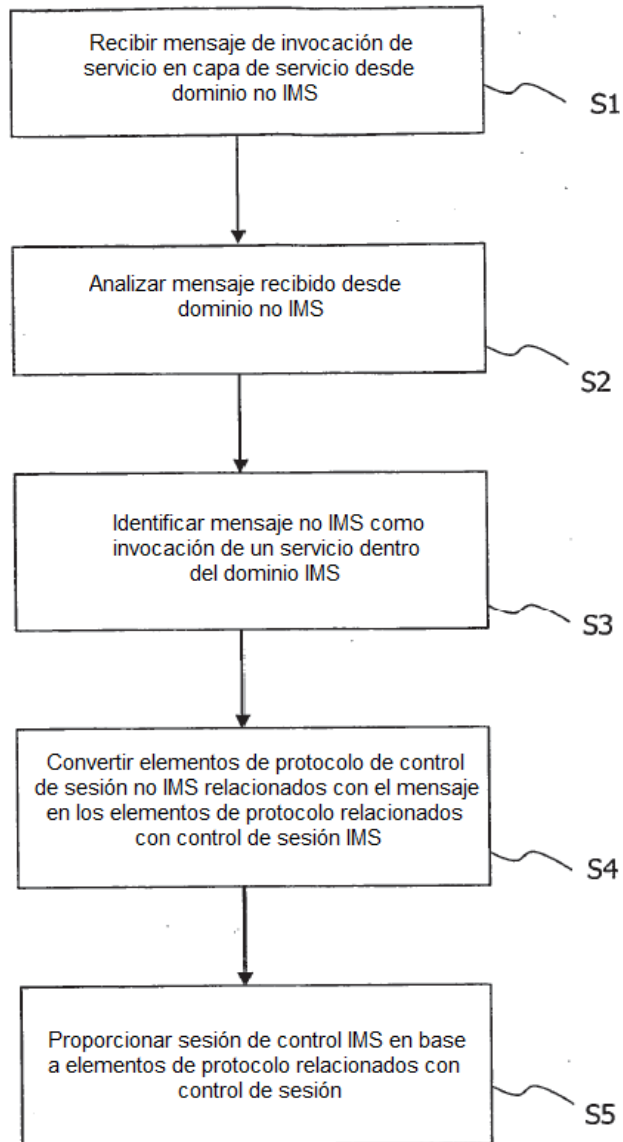 Recibir mensaje de invocación de
servicio en capa de servicio desde
dominio no IMS
S1
Analizar mensaje recibido desde
dominio no IMS
S2
Identificar mensaje no IMS como
invocación de un servicio dentro
del dominio IMS
S3
Convertir elementos de protocolo de control
de sesión no IMS relacionados con el mensaje
en los elementos de protocolo relacionados
con control de sesión IMS
S4
Proporcionar sesión de control IMS en base
a elementos de protocolo relacionados con
control de sesión
S5